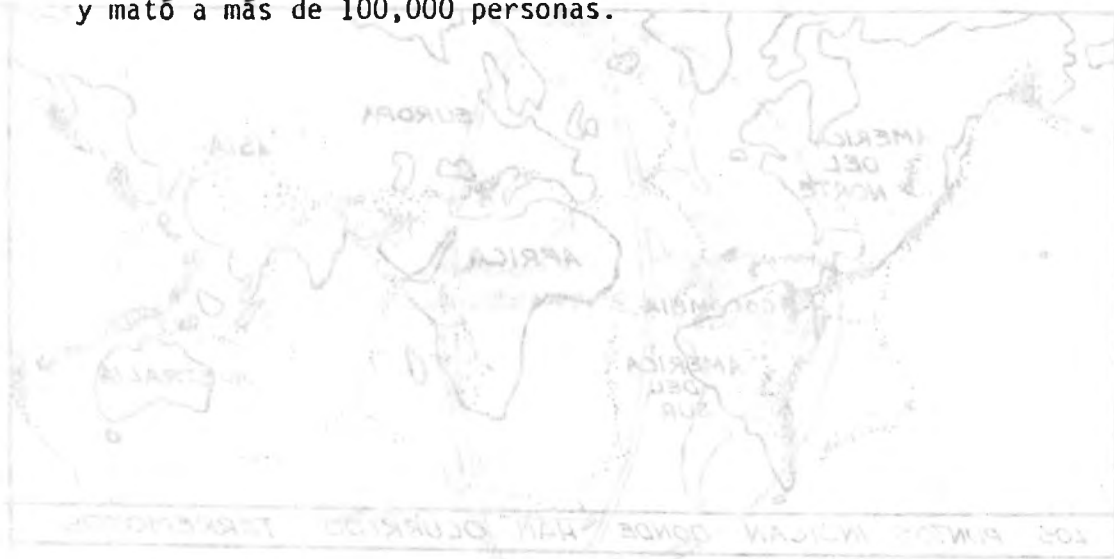 y mató a más de 100,000 personas.
EUROPA
ASIA
AMERICA
DEL
NORTE
AFRICA
COLOMBIA
AMERICA
DEL
SUR
AUSTRALIA
LOS PUNTOS INDICAN DONDE HAN OCURRIDO TERREMOTOS